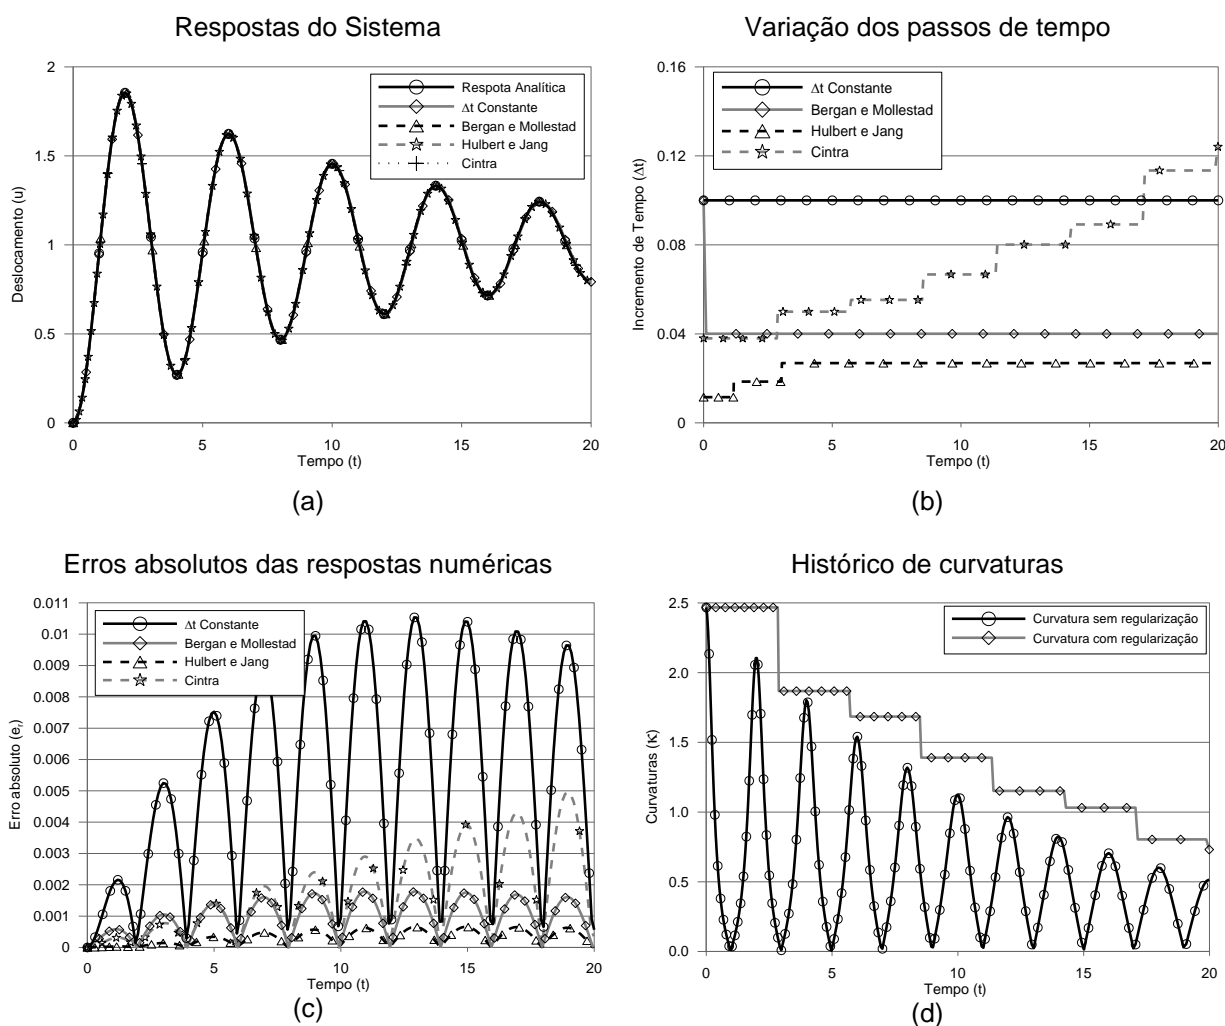 Respostas do Sistema
Deslocamento (u)
2
1.5
1
0.5
0
0 5 10 15 20
Tempo (t)
Respota Analítica
Δt Constante
Bergan e Mollestad
Hulbert e Jang
Cintra
(a)
Variação dos passos de tempo
Incremento de Tempo (Δt)
0.16
0.12
0.08
0.04
0
0 5 10 15 20
Tempo (t)
Δt Constante
Bergan e Mollestad
Hulbert e Jang
Cintra
(b)
Erros absolutos das respostas numéricas
Erro absoluto (eᵣ)
0.011
0.01
0.009
0.008
0.007
0.006
0.005
0.004
0.003
0.002
0.001
0
0 5 10 15 20
Tempo (t)
Δt Constante
Bergan e Mollestad
Hulbert e Jang
Cintra
(c)
Histórico de curvaturas
Curvaturas (κ)
2.5
2.0
1.5
1.0
0.5
0.0
0 5 10 15 20
Tempo (t)
Curvatura sem regularização
Curvatura com regularização
(d)